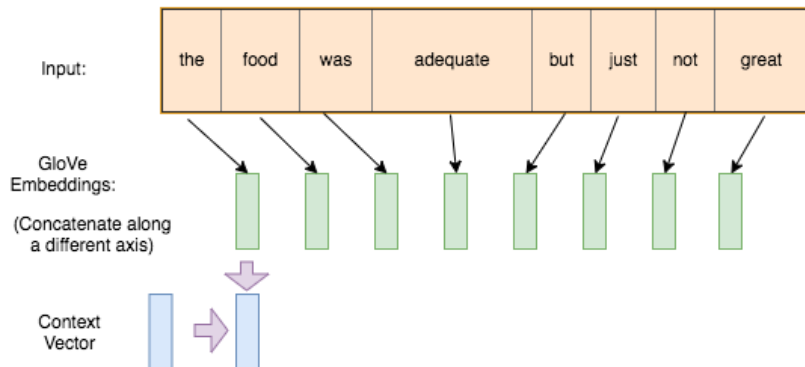 Input:
the food was adequate but just not great
GloVe
Embeddings:
(Concatenate along
a different axis)
Context
Vector